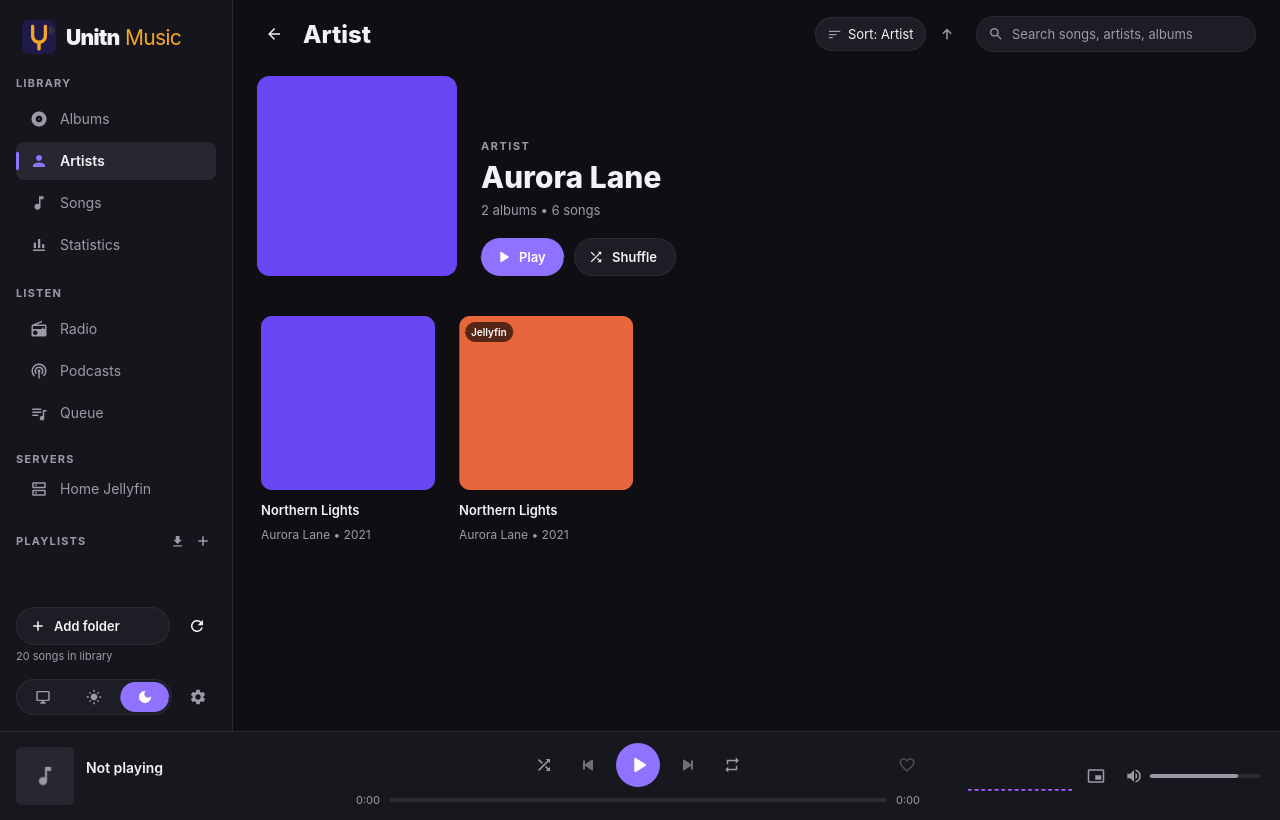 Unitn Music
LIBRARY
Albums
Artists
Songs
Statistics
LISTEN
Radio
Podcasts
Queue
SERVERS
Home Jellyfin
PLAYLISTS
Add folder
20 songs in library
Artist
Sort: Artist
Search songs, artists, albums
ARTIST
Aurora Lane
2 albums • 6 songs
Play
Shuffle
Jellyfin
Northern Lights
Aurora Lane • 2021
Northern Lights
Aurora Lane • 2021
Not playing
0:00
0:00